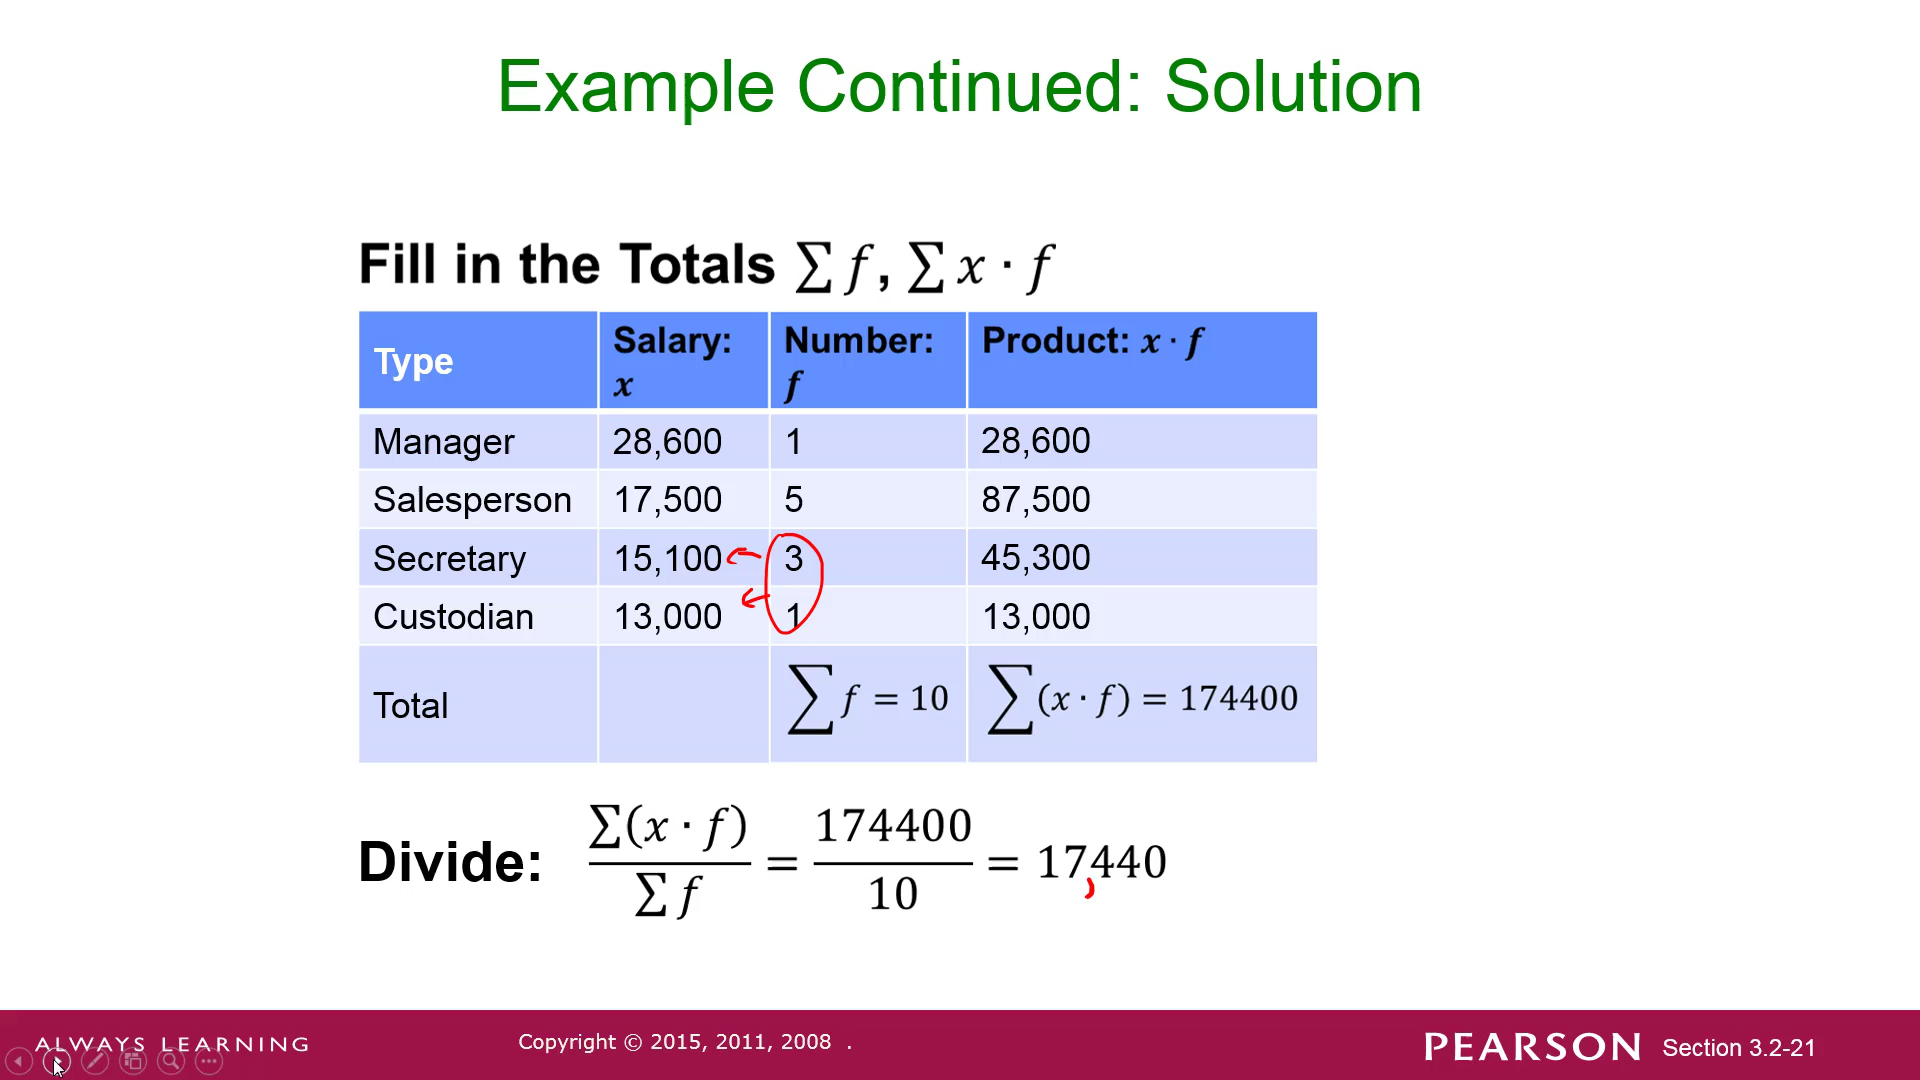 Example Continued: Solution
Fill in the Totals ∑ f, ∑ x · f
Type Salary: x Number: f Product: x · f
Manager 28,600 1 28,600
Salesperson 17,500 5 87,500
Secretary 15,100 3 45,300
Custodian 13,000 1 13,000
Total ∑ f = 10 ∑(x · f) = 174400
Divide: ∑(x · f) / ∑ f = 174400 / 10 = 17,440
ALWAYS LEARNING Copyright © 2015, 2011, 2008 . PEARSON Section 3.2-21